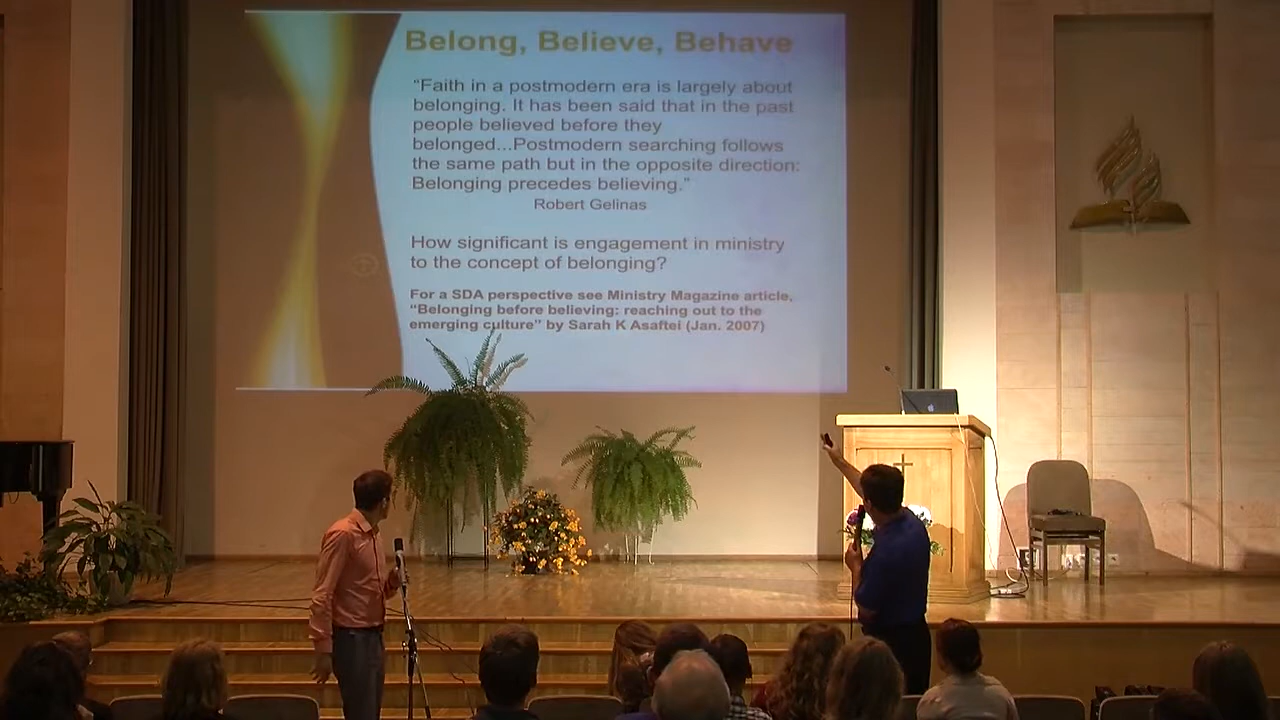 Belong, Believe, Behave
“Faith in a postmodern era is largely about
belonging. It has been said that in the past
people believed before they
belonged...Postmodern searching follows
the same path but in the opposite direction:
Belonging precedes believing.”
Robert Gelinas
How significant is engagement in ministry
to the concept of belonging?
For a SDA perspective see Ministry Magazine article,
“Belonging before believing: reaching out to the
emerging culture” by Sarah K Asaftei (Jan. 2007)